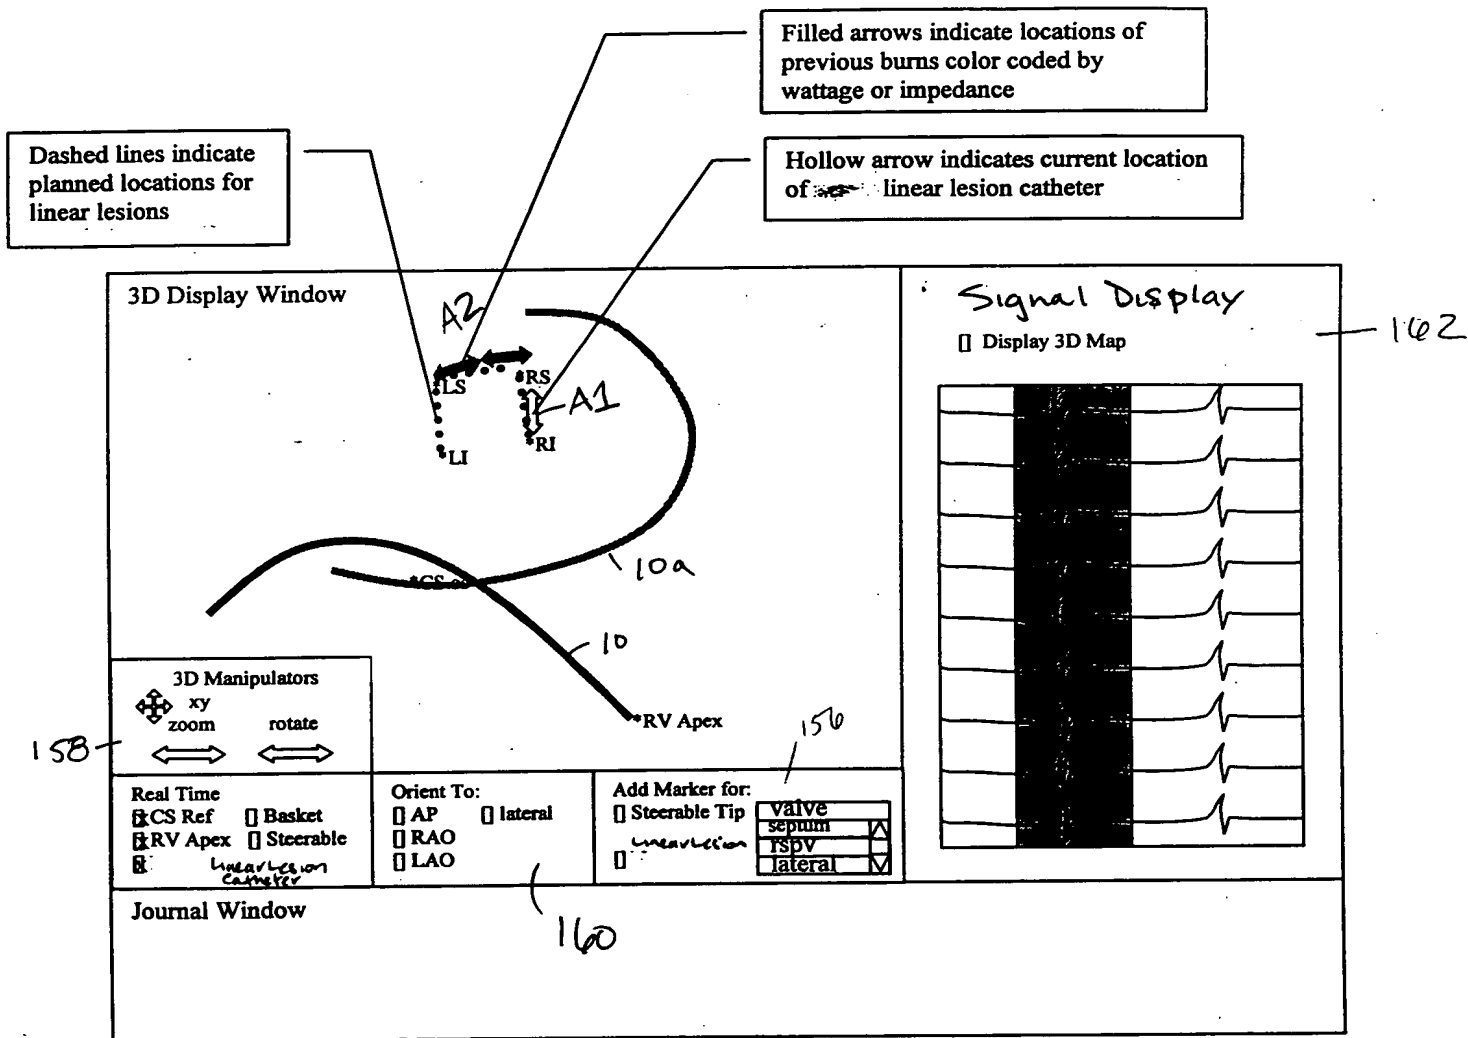 Filled arrows indicate locations of
previous burns color coded by
wattage or impedance
Dashed lines indicate
planned locations for
linear lesions
Hollow arrow indicates current location
of linear lesion catheter
3D Display Window
A2
*LS
*RS
A1
*LI
*RI
10a
*CS os
10
*RV Apex
Signal Display
Display 3D Map
162
3D Manipulators
xy
zoom rotate
158
156
Real Time
CS Ref Basket
RV Apex Steerable
Linear Lesion
Catheter
Orient To:
AP lateral
RAO
LAO
160
Add Marker for:
Steerable Tip
Linear Lesion
valve
septum
rspv
lateral
Journal Window